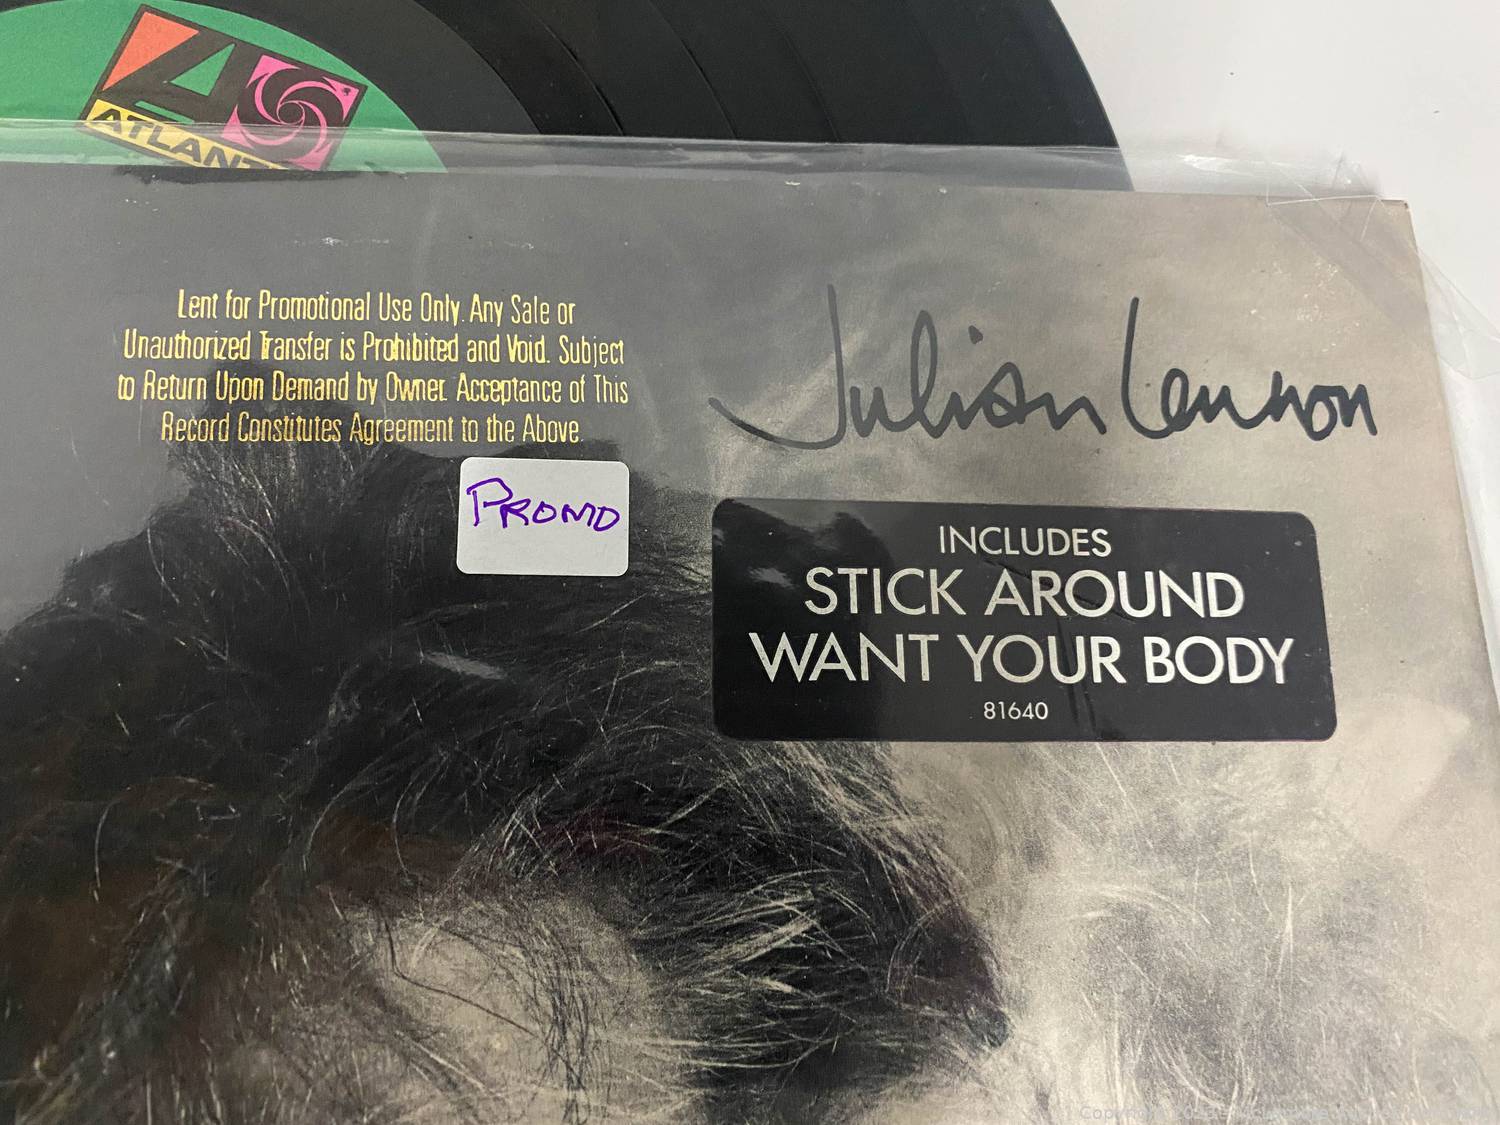 ATLANT
Lent for Promotional Use Only. Any Sale or
Unauthorized Transfer is Prohibited and Void. Subject
to Return Upon Demand by Owner. Acceptance of This
Record Constitutes Agreement to the Above.
PROMO
Julian Lennon
INCLUDES
STICK AROUND
WANT YOUR BODY
81640